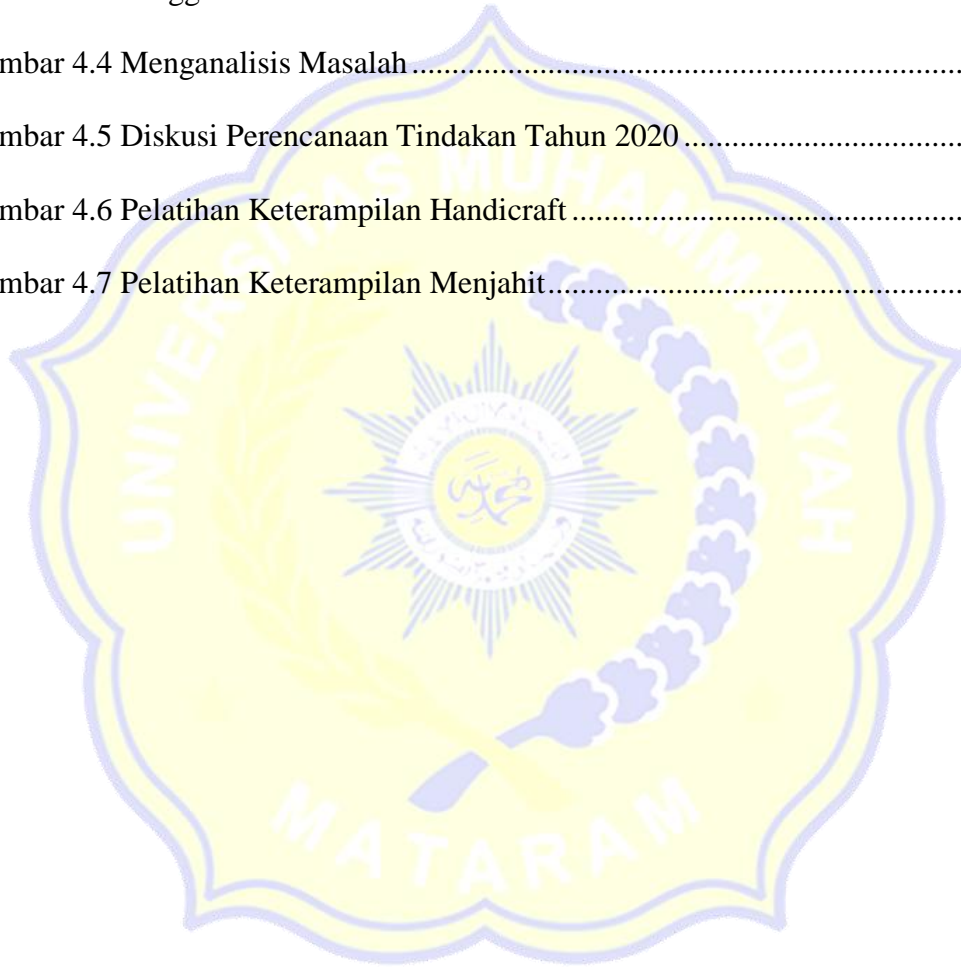 mbar 4.4 Menganalisis Masalah ....................................................................
mbar 4.5 Diskusi Perencanaan Tindakan Tahun 2020 ..................................
mbar 4.6 Pelatihan Keterampilan Handicraft ................................................
mbar 4.7 Pelatihan Keterampilan Menjahit...................................................
UNIVERSITAS MUHAMMADIYAH
MATARAM